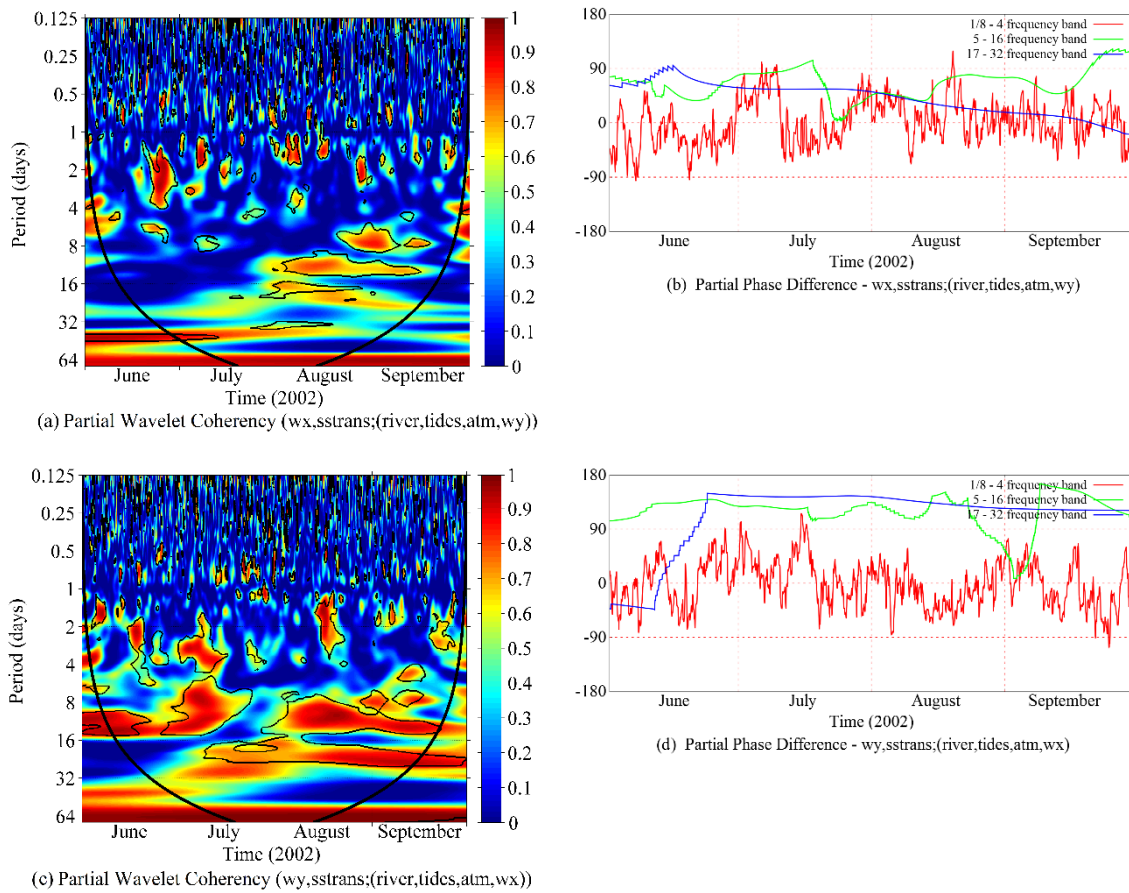 0.125
0.25
0.5
1
2
4
8
16
32
64
Period (days)
June July August September
Time (2002)
1
0.9
0.8
0.7
0.6
0.5
0.4
0.3
0.2
0.1
0
(a) Partial Wavelet Coherency (wx,sstrans;(river,tides,atm,wy))
180
90
0
-90
-180
1/8 - 4 frequency band
5 - 16 frequency band
17 - 32 frequency band
June July August September
Time (2002)
(b) Partial Phase Difference - wx,sstrans;(river,tides,atm,wy)
0.125
0.25
0.5
1
2
4
8
16
32
64
Period (days)
June July August September
Time (2002)
1
0.9
0.8
0.7
0.6
0.5
0.4
0.3
0.2
0.1
0
(c) Partial Wavelet Coherency (wy,sstrans;(river,tides,atm,wx))
180
90
0
-90
-180
1/8 - 4 frequency band
5 - 16 frequency band
17 - 32 frequency band
June July August September
Time (2002)
(d) Partial Phase Difference - wy,sstrans;(river,tides,atm,wx)